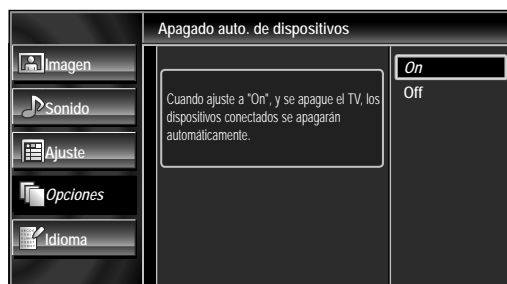 Apagado auto. de dispositivos
Imagen
Sonido
Ajuste
Opciones
Idioma
Cuando ajuste a "On", y se apague el TV, los
dispositivos conectados se apagarán
automáticamente.
On
Off